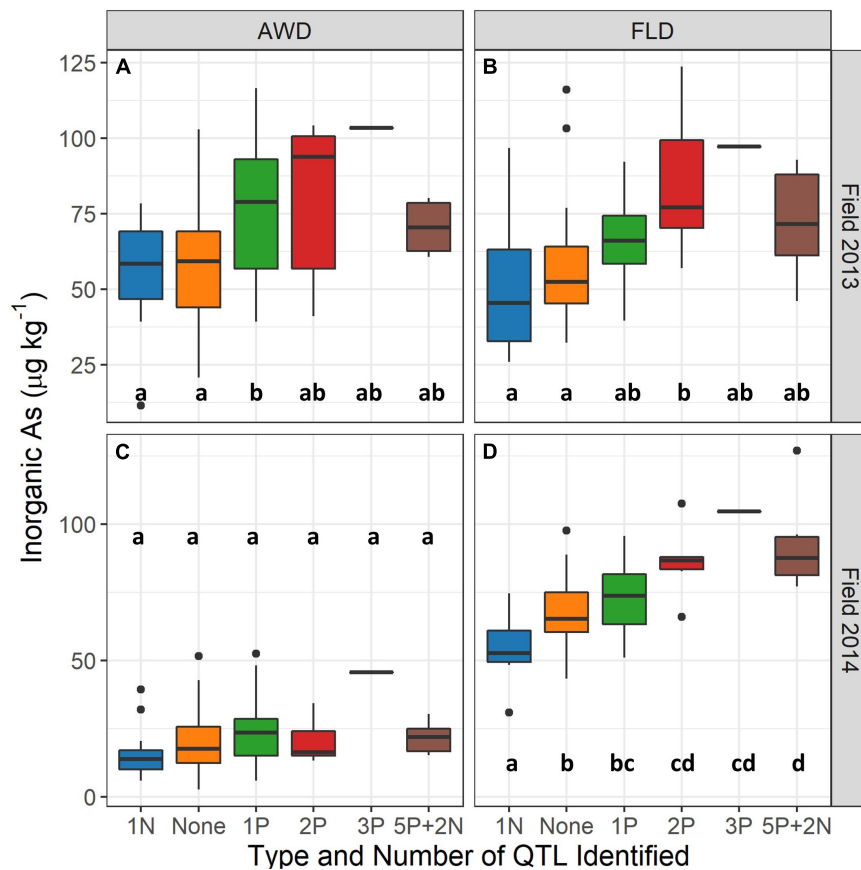 AWD FLD
A B
125
100
75
50
25
a a b ab ab ab a a ab b ab ab
Field 2013
C D
a a a a a a
100
50
0
a b bc cd cd d
Field 2014
1N None 1P 2P 3P 5P+2N 1N None 1P 2P 3P 5P+2N
Type and Number of QTL Identified
Inorganic As (μg kg⁻¹)